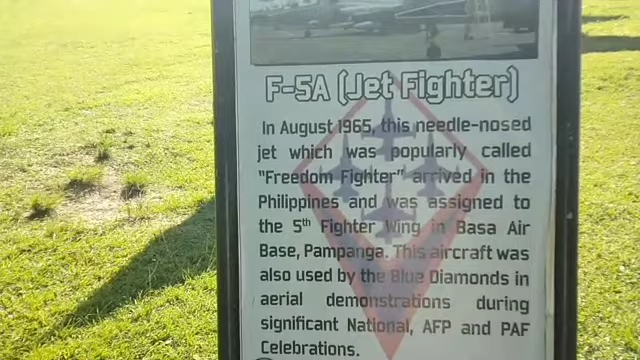 F-5A (Jet Fighter)
In August 1965, this needle-nosed
jet which was popularly called
"Freedom Fighter" arrived in the
Philippines and was assigned to
the 5th Fighter Wing in Basa Air
Base, Pampanga. This aircraft was
also used by the Blue Diamonds in
aerial demonstrations during
significant National, AFP and PAF
Celebrations.